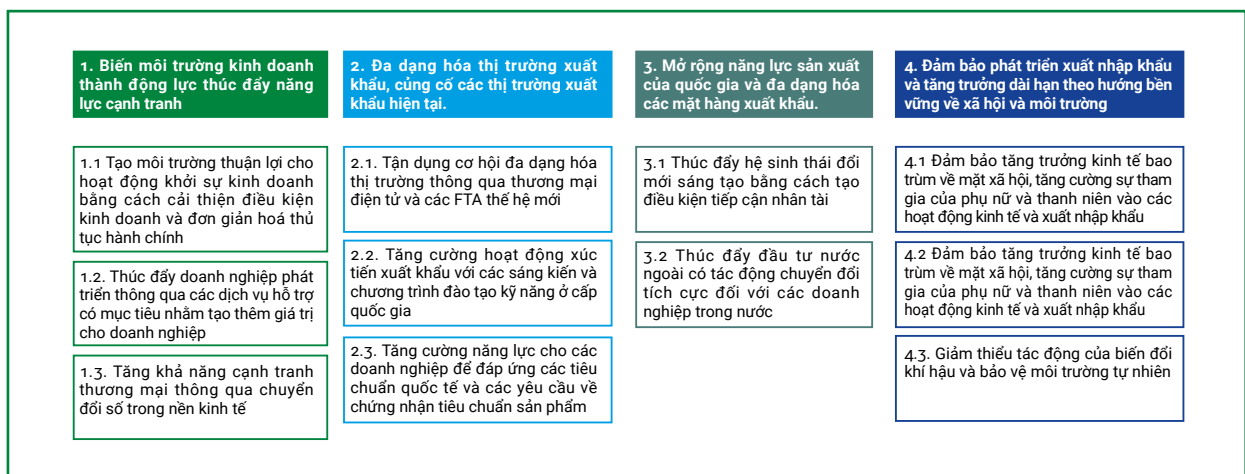 1. Biến môi trường kinh doanh
thành động lực thúc đẩy năng
lực cạnh tranh
1.1 Tạo môi trường thuận lợi cho
hoạt động khởi sự kinh doanh
bằng cách cải thiện điều kiện
kinh doanh và đơn giản hoá thủ
tục hành chính
1.2. Thúc đẩy doanh nghiệp phát
triển thông qua các dịch vụ hỗ trợ
có mục tiêu nhằm tạo thêm giá trị
cho doanh nghiệp
1.3. Tăng khả năng cạnh tranh
thương mại thông qua chuyển
đổi số trong nền kinh tế
2. Đa dạng hóa thị trường xuất
khẩu, củng cố các thị trường xuất
khẩu hiện tại.
2.1. Tận dụng cơ hội đa dạng hóa
thị trường thông qua thương mại
điện tử và các FTA thế hệ mới
2.2. Tăng cường hoạt động xúc
tiến xuất khẩu với các sáng kiến và
chương trình đào tạo kỹ năng ở cấp
quốc gia
2.3. Tăng cường năng lực cho các
doanh nghiệp để đáp ứng các tiêu
chuẩn quốc tế và các yêu cầu về
chứng nhận tiêu chuẩn sản phẩm
3. Mở rộng năng lực sản xuất
của quốc gia và đa dạng hóa
các mặt hàng xuất khẩu.
3.1 Thúc đẩy hệ sinh thái đổi
mới sáng tạo bằng cách tạo
điều kiện tiếp cận nhân tài
3.2 Thúc đẩy đầu tư nước
ngoài có tác động chuyển đổi
tích cực đối với các doanh
nghiệp trong nước
4. Đảm bảo phát triển xuất nhập khẩu
và tăng trưởng dài hạn theo hướng bền
vững về xã hội và môi trường
4.1 Đảm bảo tăng trưởng kinh tế bao
trùm về mặt xã hội, tăng cường sự tham
gia của phụ nữ và thanh niên vào các
hoạt động kinh tế và xuất nhập khẩu
4.2 Đảm bảo tăng trưởng kinh tế bao
trùm về mặt xã hội, tăng cường sự tham
gia của phụ nữ và thanh niên vào các
hoạt động kinh tế và xuất nhập khẩu
4.3. Giảm thiểu tác động của biến đổi
khí hậu và bảo vệ môi trường tự nhiên